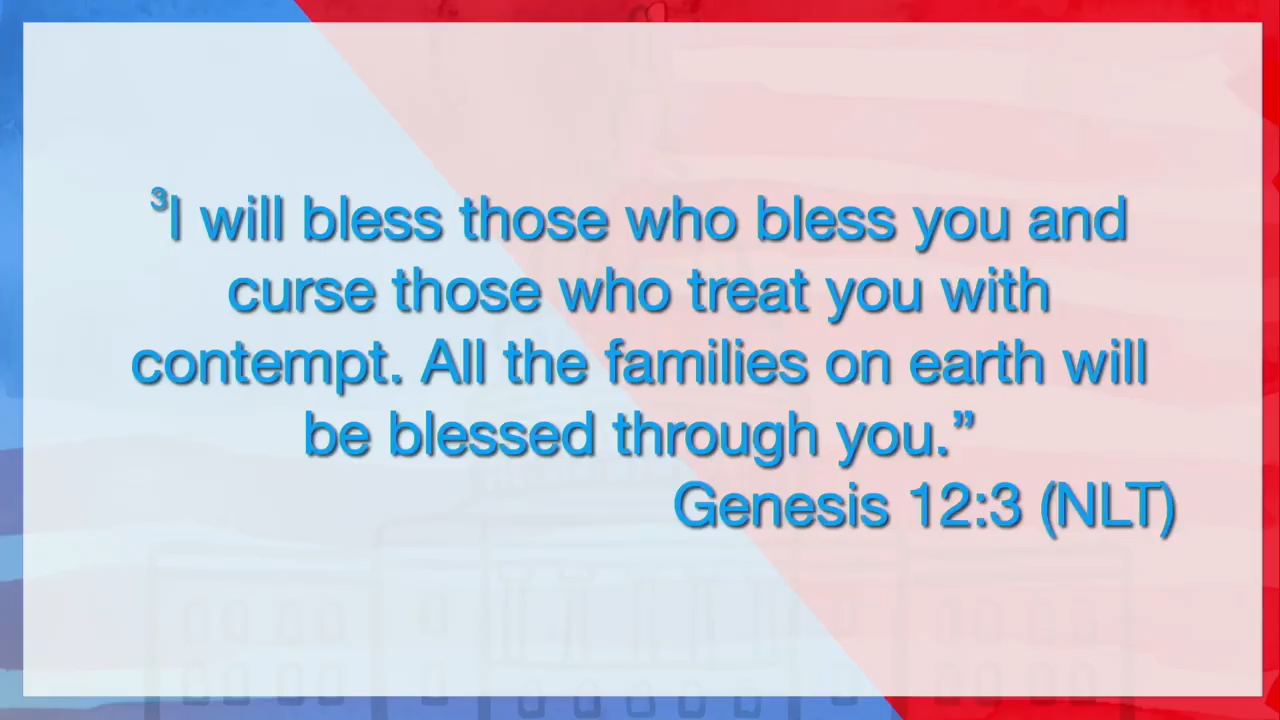 ³I will bless those who bless you and
curse those who treat you with
contempt. All the families on earth will
be blessed through you.”
Genesis 12:3 (NLT)